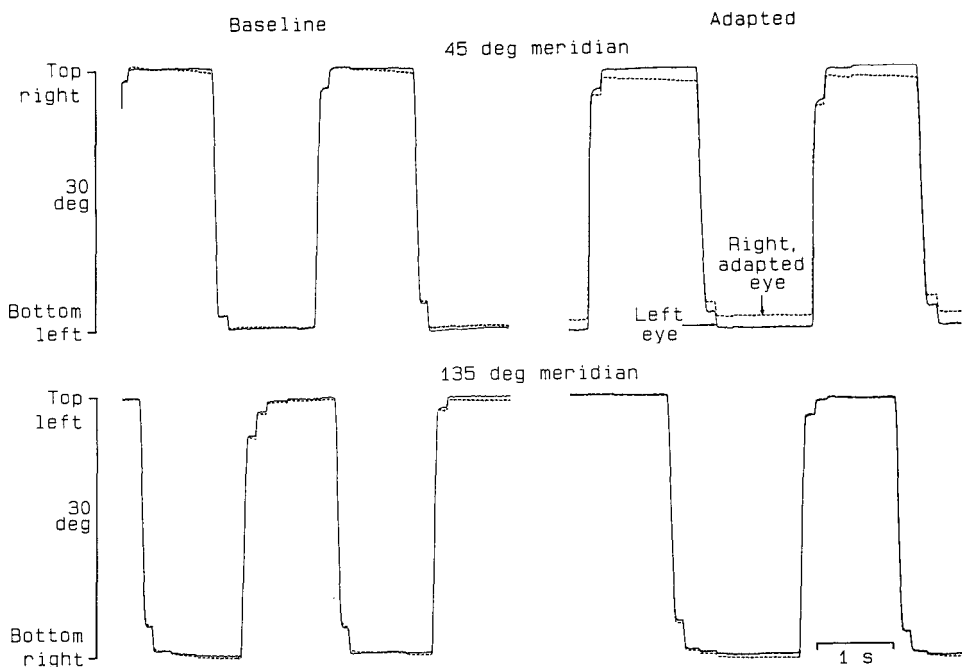 Baseline
Adapted
45 deg meridian
Top
right
30
deg
Bottom
left
Right,
adapted
eye
Left
eye
135 deg meridian
Top
left
30
deg
Bottom
right
1 s